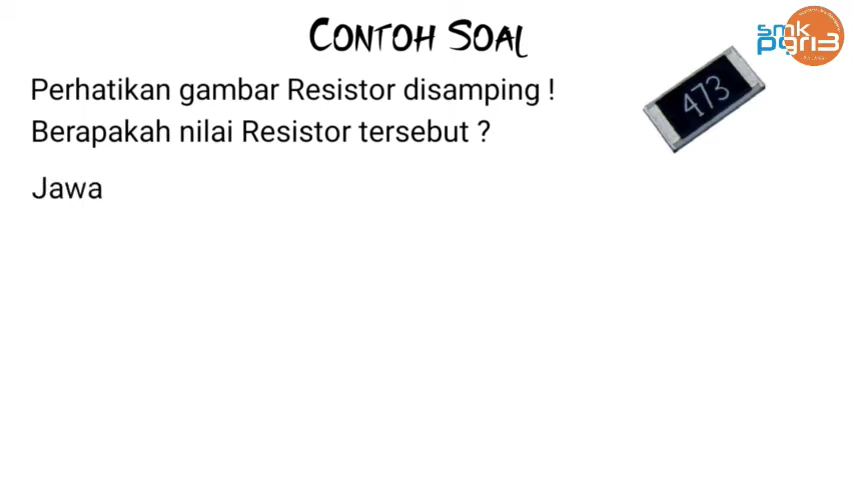 CONTOH SOAL
smk
pgri3
Perhatikan gambar Resistor disamping !
473
Berapakah nilai Resistor tersebut ?
Jawa